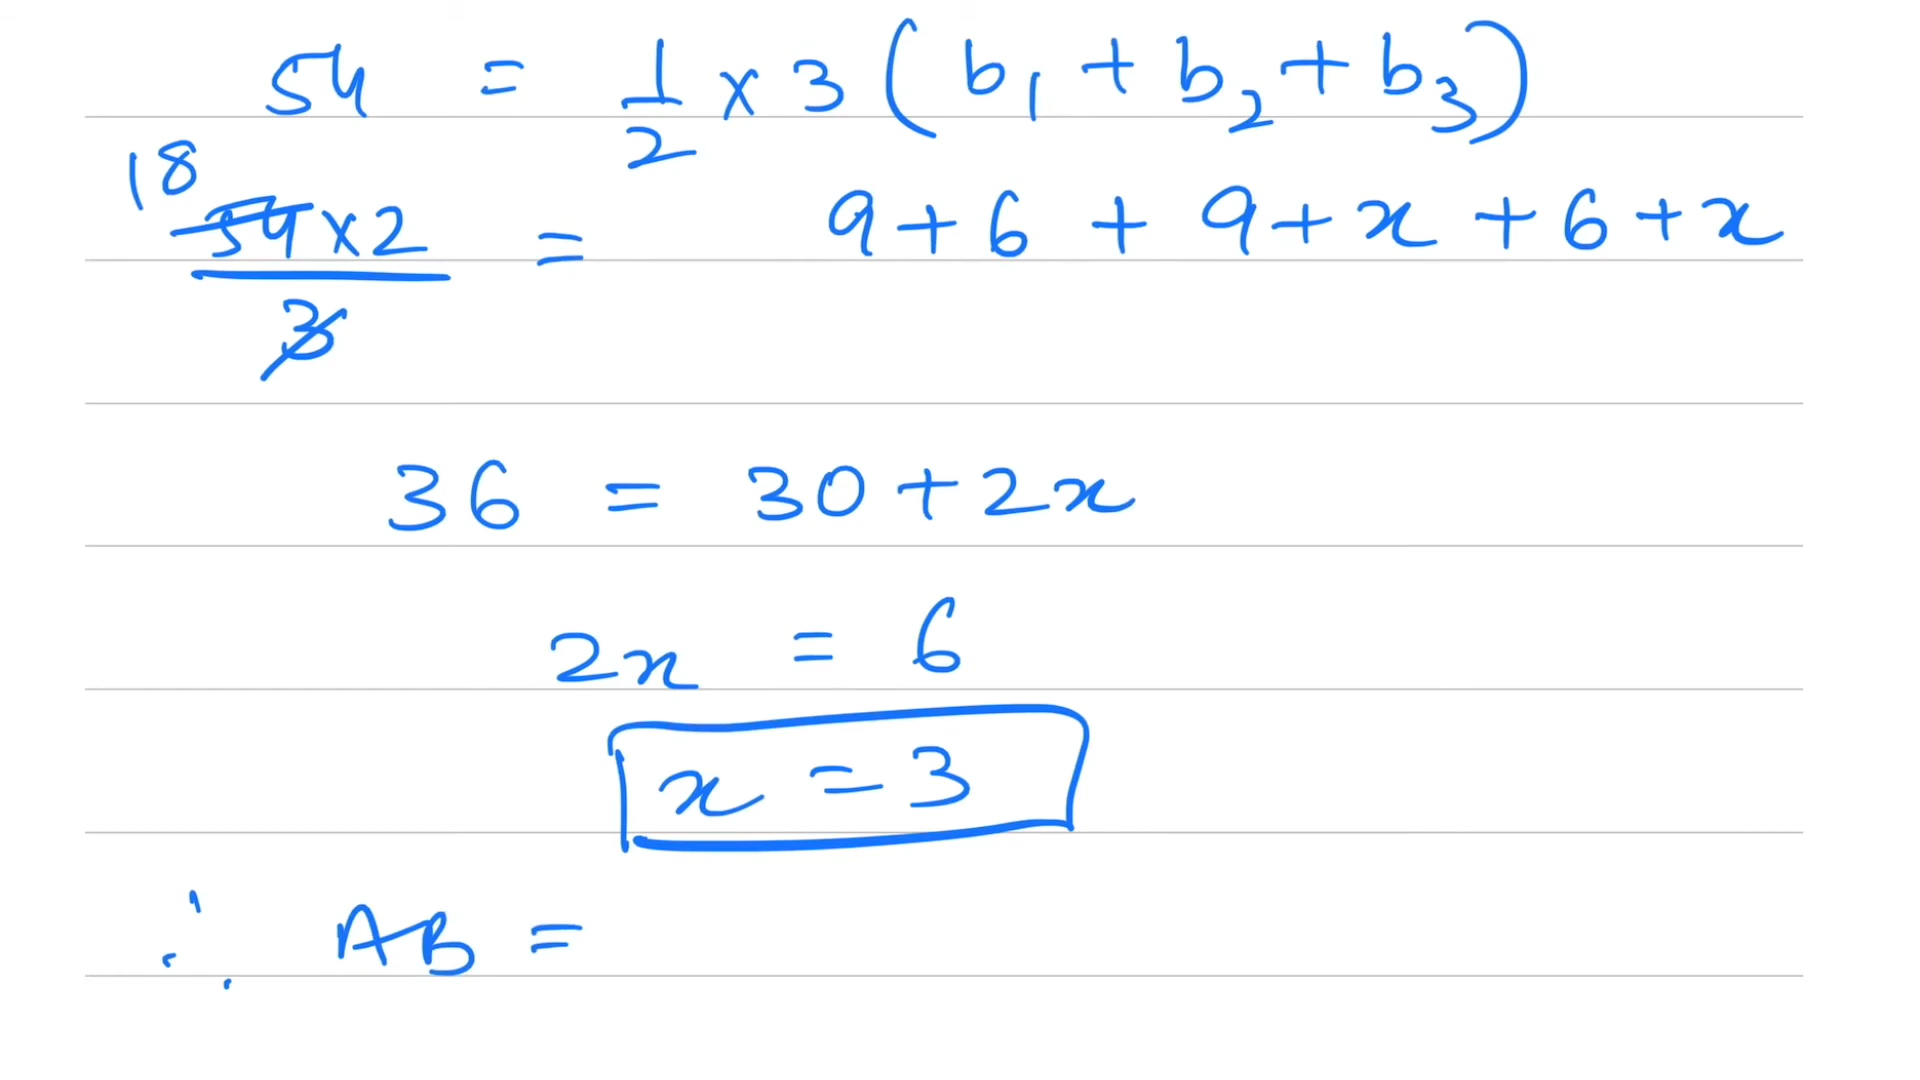 54 = 1/2 × 3 (b₁ + b₂ + b₃)
18
54 × 2 / 3 = 9 + 6 + 9 + x + 6 + x
36 = 30 + 2x
2x = 6
x = 3
∴ AB =